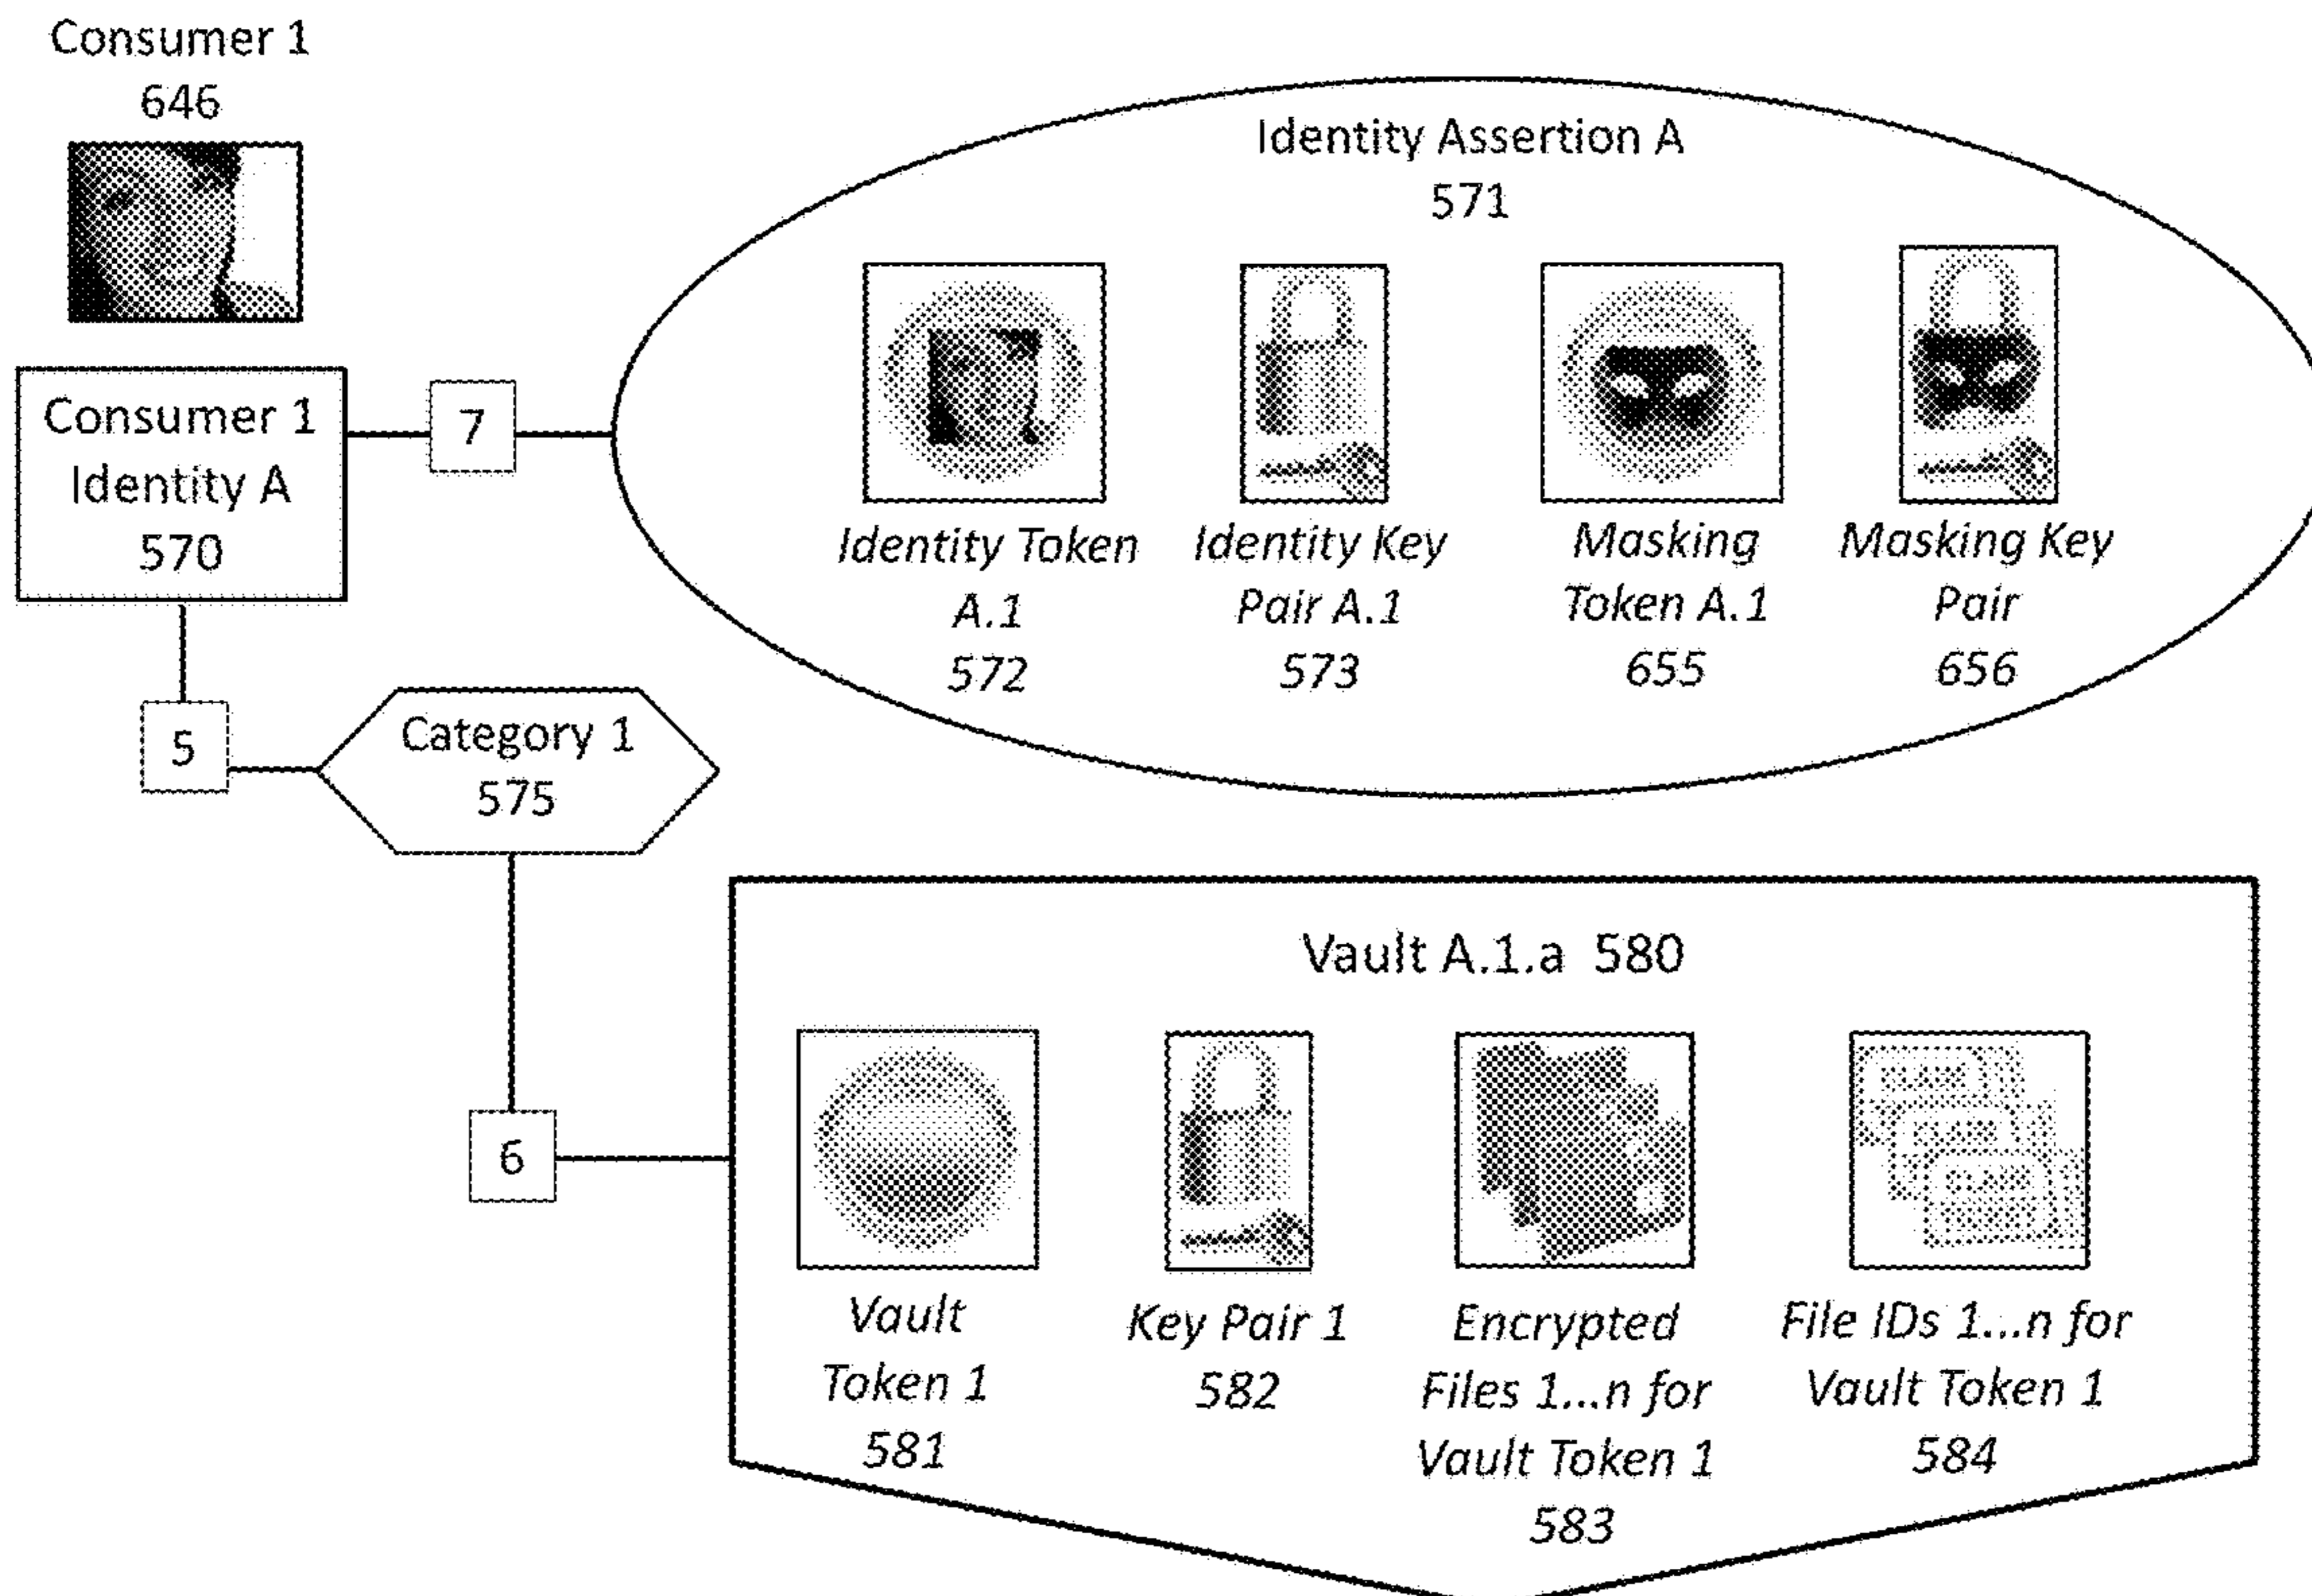 Consumer 1
646
Identity Assertion A
571
Consumer 1
Identity A
570
7
Identity Token
A.1
572
Identity Key
Pair A.1
573
Masking
Token A.1
655
Masking Key
Pair
656
5
Category 1
575
6
Vault A.1.a 580
Vault
Token 1
581
Key Pair 1
582
Encrypted
Files 1...n for
Vault Token 1
583
File IDs 1...n for
Vault Token 1
584